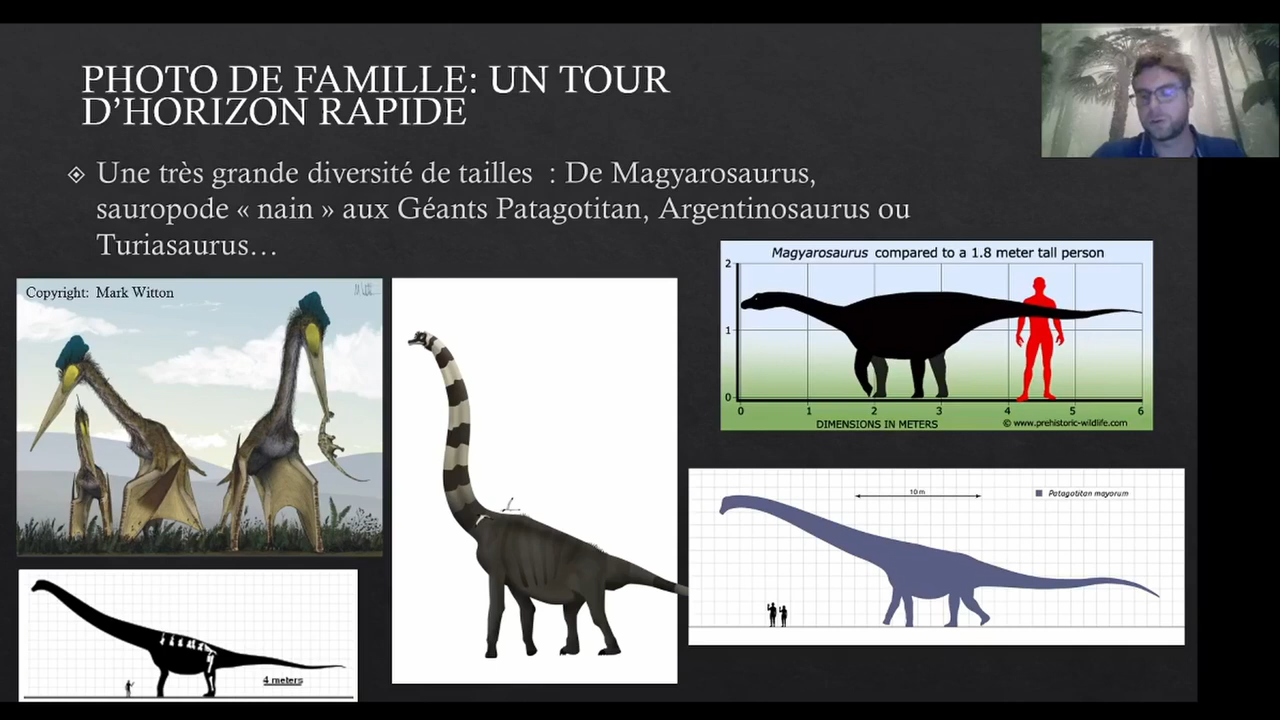 PHOTO DE FAMILLE: UN TOUR
D'HORIZON RAPIDE
Une très grande diversité de tailles : De Magyarosaurus,
sauropode « nain » aux Géants Patagotitan, Argentinosaurus ou
Turiasaurus…
Magyarosaurus compared to a 1.8 meter tall person
2
1
0
0 1 2 3 4 5 6
DIMENSIONS IN METERS
© www.prehistoric-wildlife.com
Copyright: Mark Witton
10 m
Patagotitan mayorum
4 meters